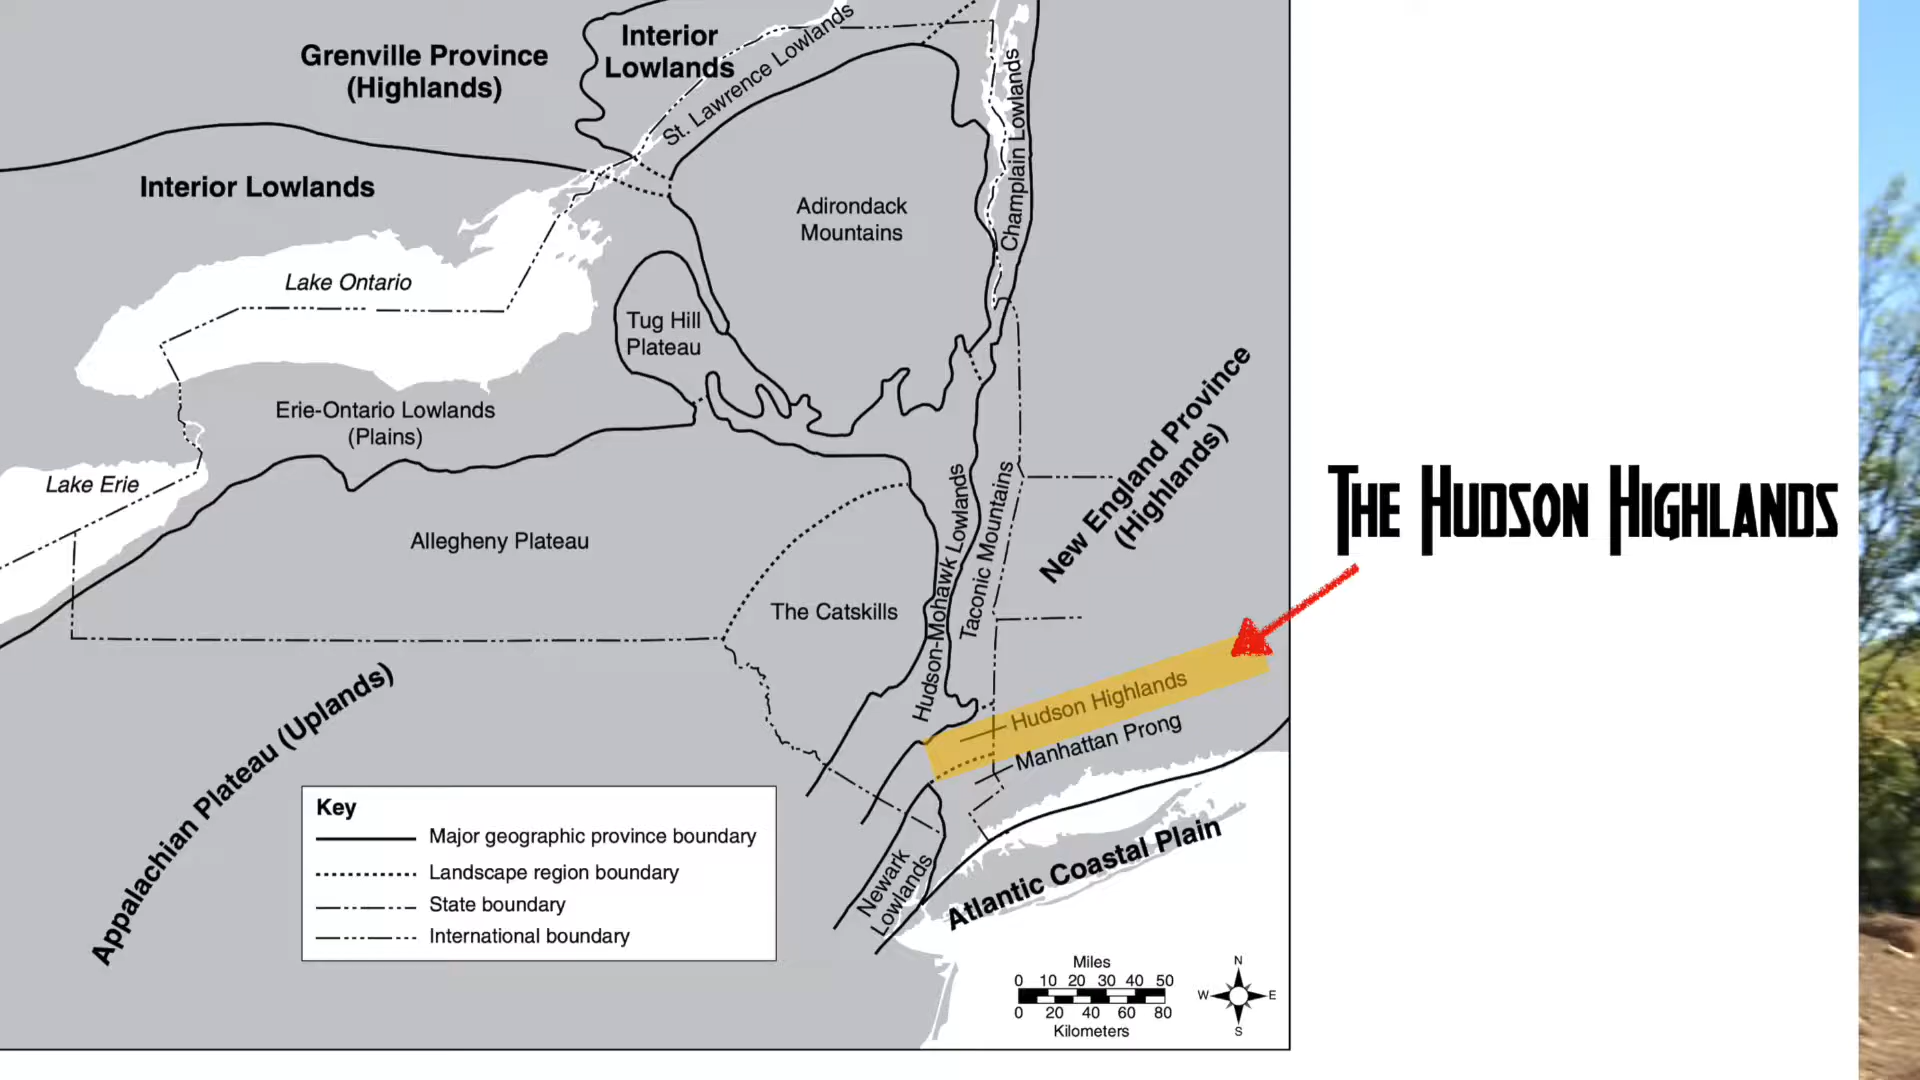 Grenville Province
(Highlands)
Interior
Lowlands
St. Lawrence Lowlands
Champlain Lowlands
Interior Lowlands
Adirondack
Mountains
Lake Ontario
Tug Hill
Plateau
Erie-Ontario Lowlands
(Plains)
Lake Erie
Allegheny Plateau
The Catskills
Hudson-Mohawk Lowlands
Taconic Mountains
New England Province
(Highlands)
THE HUDSON HIGHLANDS
Hudson Highlands
Manhattan Prong
Appalachian Plateau (Uplands)
Newark
Lowlands
Atlantic Coastal Plain
Key
Major geographic province boundary
Landscape region boundary
State boundary
International boundary
Miles
0 10 20 30 40 50
0 20 40 60 80
Kilometers
N
W E
S